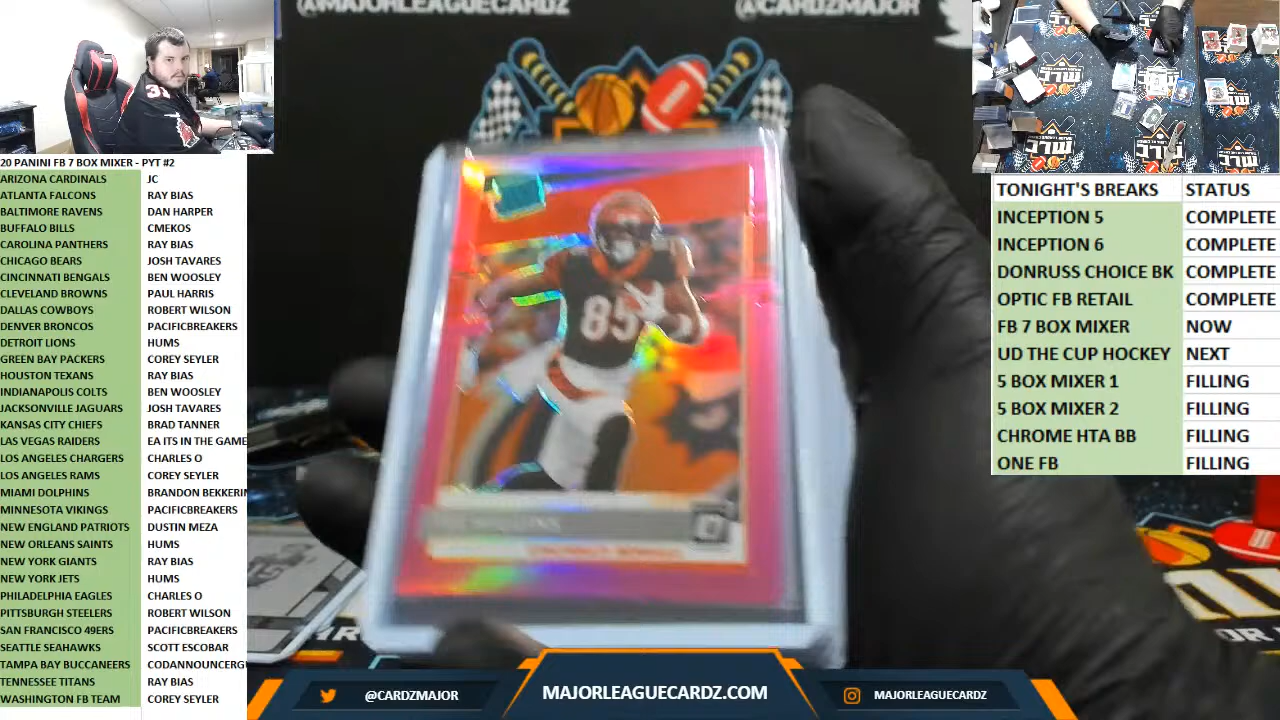 @MAJORLEAGUECARDZ
@CARDZMAJOR
20 PANINI FB 7 BOX MIXER - PYT #2
ARIZONA CARDINALS JC
ATLANTA FALCONS RAY BIAS
BALTIMORE RAVENS DAN HARPER
BUFFALO BILLS CMEKOS
CAROLINA PANTHERS RAY BIAS
CHICAGO BEARS JOSH TAVARES
CINCINNATI BENGALS BEN WOOSLEY
CLEVELAND BROWNS PAUL HARRIS
DALLAS COWBOYS ROBERT WILSON
DENVER BRONCOS PACIFICBREAKERS
DETROIT LIONS HUMS
GREEN BAY PACKERS COREY SEYLER
HOUSTON TEXANS RAY BIAS
INDIANAPOLIS COLTS BEN WOOSLEY
JACKSONVILLE JAGUARS JOSH TAVARES
KANSAS CITY CHIEFS BRAD TANNER
LAS VEGAS RAIDERS EA ITS IN THE GAME
LOS ANGELES CHARGERS CHARLES O
LOS ANGELES RAMS COREY SEYLER
MIAMI DOLPHINS BRANDON BEKKERIN
MINNESOTA VIKINGS PACIFICBREAKERS
NEW ENGLAND PATRIOTS DUSTIN MEZA
NEW ORLEANS SAINTS HUMS
NEW YORK GIANTS RAY BIAS
NEW YORK JETS HUMS
PHILADELPHIA EAGLES CHARLES O
PITTSBURGH STEELERS ROBERT WILSON
SAN FRANCISCO 49ERS PACIFICBREAKERS
SEATTLE SEAHAWKS SCOTT ESCOBAR
TAMPA BAY BUCCANEERS CODANNOUNCERG
TENNESSEE TITANS RAY BIAS
WASHINGTON FB TEAM COREY SEYLER
85
TONIGHT'S BREAKS STATUS
INCEPTION 5 COMPLETE
INCEPTION 6 COMPLETE
DONRUSS CHOICE BK COMPLETE
OPTIC FB RETAIL COMPLETE
FB 7 BOX MIXER NOW
UD THE CUP HOCKEY NEXT
5 BOX MIXER 1 FILLING
5 BOX MIXER 2 FILLING
CHROME HTA BB FILLING
ONE FB FILLING
@CARDZMAJOR
MAJORLEAGUECARDZ.COM
MAJORLEAGUECARDZ